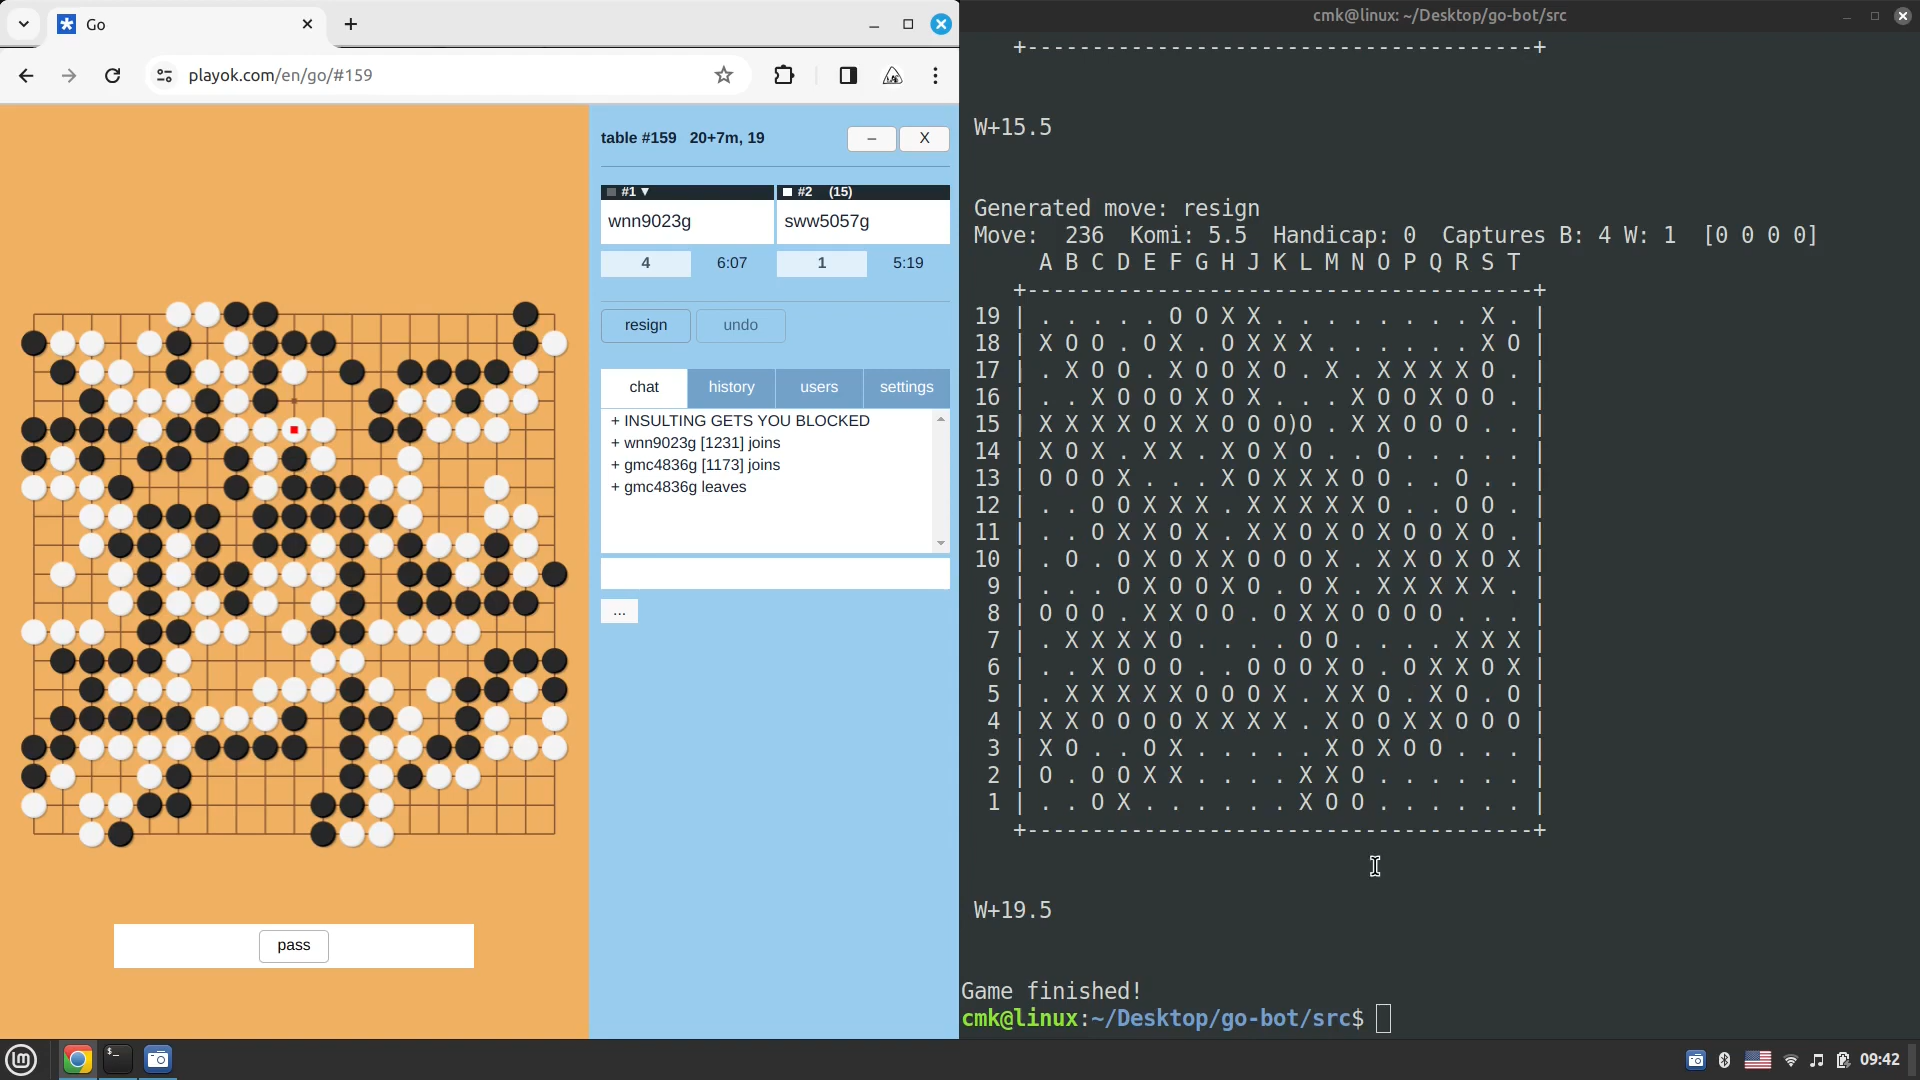 Go
playok.com/en/go/#159
table #159 20+7m, 19
–
X
#1 ▼
#2 (15)
wnn9023g
sww5057g
4
6:07
1
5:19
resign
undo
chat
history
users
settings
+ INSULTING GETS YOU BLOCKED
+ wnn9023g [1231] joins
+ gmc4836g [1173] joins
+ gmc4836g leaves
...
pass
cmk@linux: ~/Desktop/go-bot/src
+---------------------------------------+
W+15.5
Generated move: resign
Move:  236  Komi: 5.5  Handicap: 0  Captures B: 4 W: 1  [0 0 0 0]
A B C D E F G H J K L M N O P Q R S T
+---------------------------------------+
19 | . . . . . O O X X . . . . . . . . X . |
18 | X O O . O X . O X X X . . . . . . X O |
17 | . X O O . X O O X O . X . X X X X O . |
16 | . . X O O O X O X . . . X O O X O O . |
15 | X X X X O X X O O O)O . X X O O O . . |
14 | X O X . X X . X O X O . . O . . . . . |
13 | O O O X . . . X O X X X O O . . O . . |
12 | . . O O X X X . X X X X X O . . O O . |
11 | . . O X X O X . X X O X O X O O X O . |
10 | . O . O X O X X O O O X . X X O X O X |
9 | . . . O X O O X O . O X . X X X X X . |
8 | O O O . X X O O . O X X O O O O . . . |
7 | . X X X X O . . . . O O . . . . X X X |
6 | . . X O O O . . O O O X O . O X X O X |
5 | . X X X X X O O O X . X X O . X O . O |
4 | X X O O O O X X X X . X O O X X O O O |
3 | X O . . O X . . . . . X O X O O . . . |
2 | O . O O X X . . . . X X O . . . . . . |
1 | . . O X . . . . . . X O O . . . . . . |
+---------------------------------------+
W+19.5
Game finished!
cmk@linux:~/Desktop/go-bot/src$
09:42